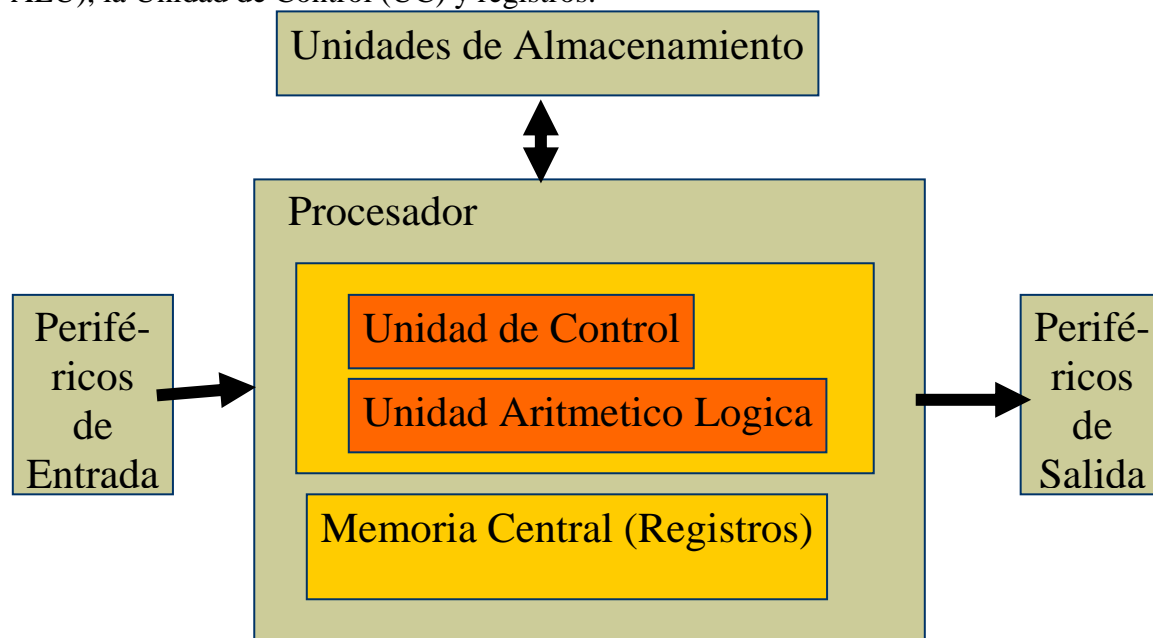 ALU), la Unidad de Control (UC) y registros.
Unidades de Almacenamiento
Procesador
Unidad de Control
Unidad Aritmetico Logica
Memoria Central (Registros)
Perifé-
ricos
de
Entrada
Perifé-
ricos
de
Salida